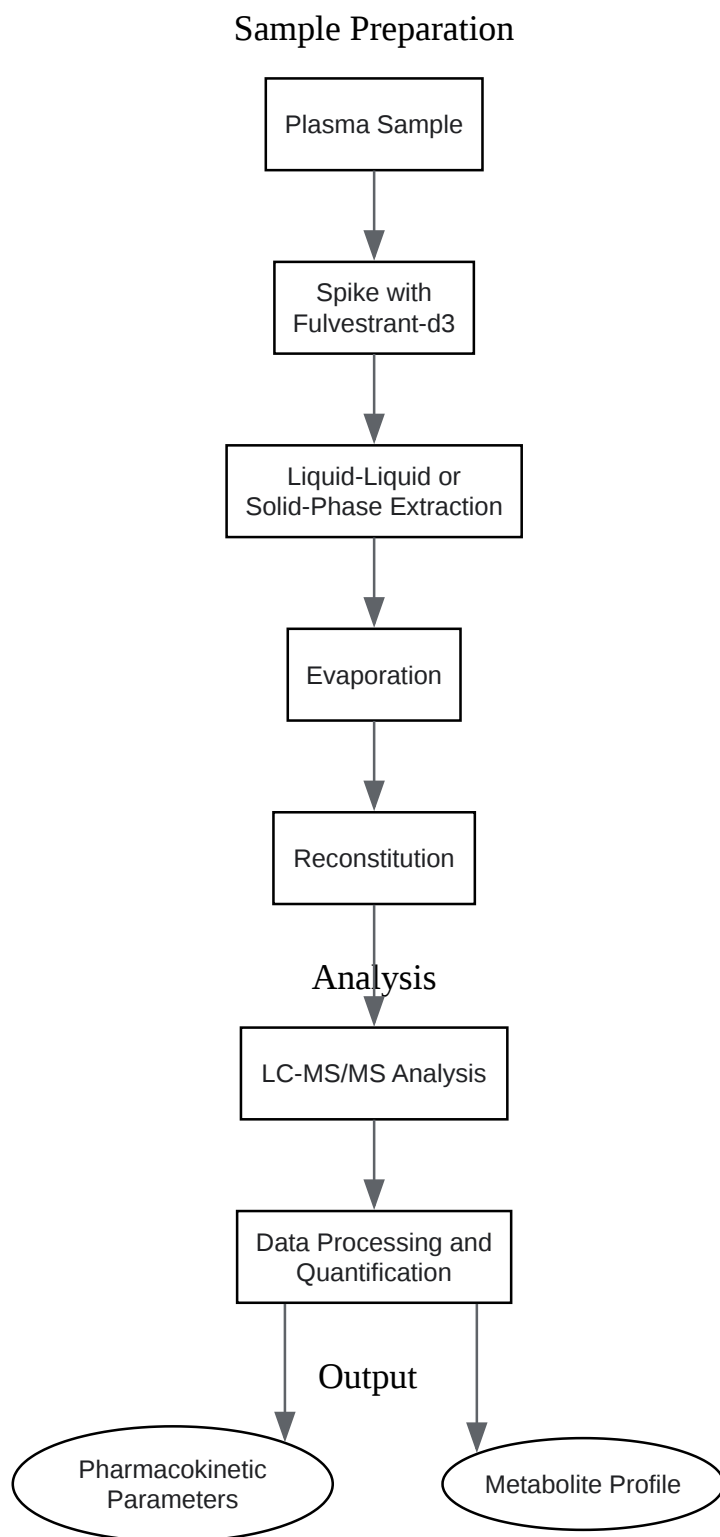 Sample Preparation
Plasma Sample
Spike with
Fulvestrant-d3
Liquid-Liquid or
Solid-Phase Extraction
Evaporation
Reconstitution
Analysis
LC-MS/MS Analysis
Data Processing and
Quantification
Output
Pharmacokinetic
Parameters
Metabolite Profile